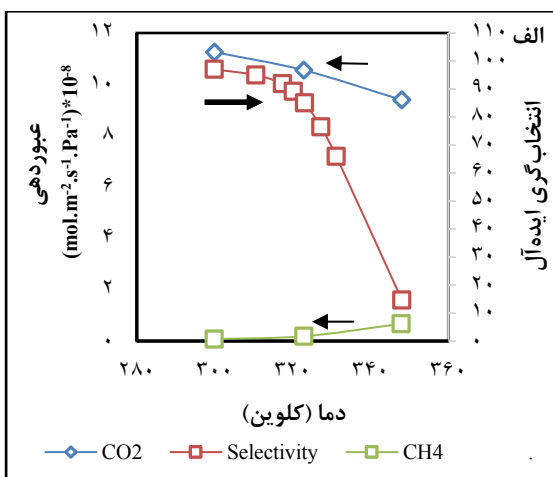 الف
۱۲
۱۰
۸
۶
۴
۲
۰
عبوردهی
(mol.m-2.s-1.Pa-1)*10-8
۱۱۰
۱۰۰
۹۰
۸۰
۷۰
۶۰
۵۰
۴۰
۳۰
۲۰
۱۰
۰
انتخاب‌گری ایده‌آل
۲۸۰ ۳۰۰ ۳۲۰ ۳۴۰ ۳۶۰
دما (کلوین)
CO2 Selectivity CH4